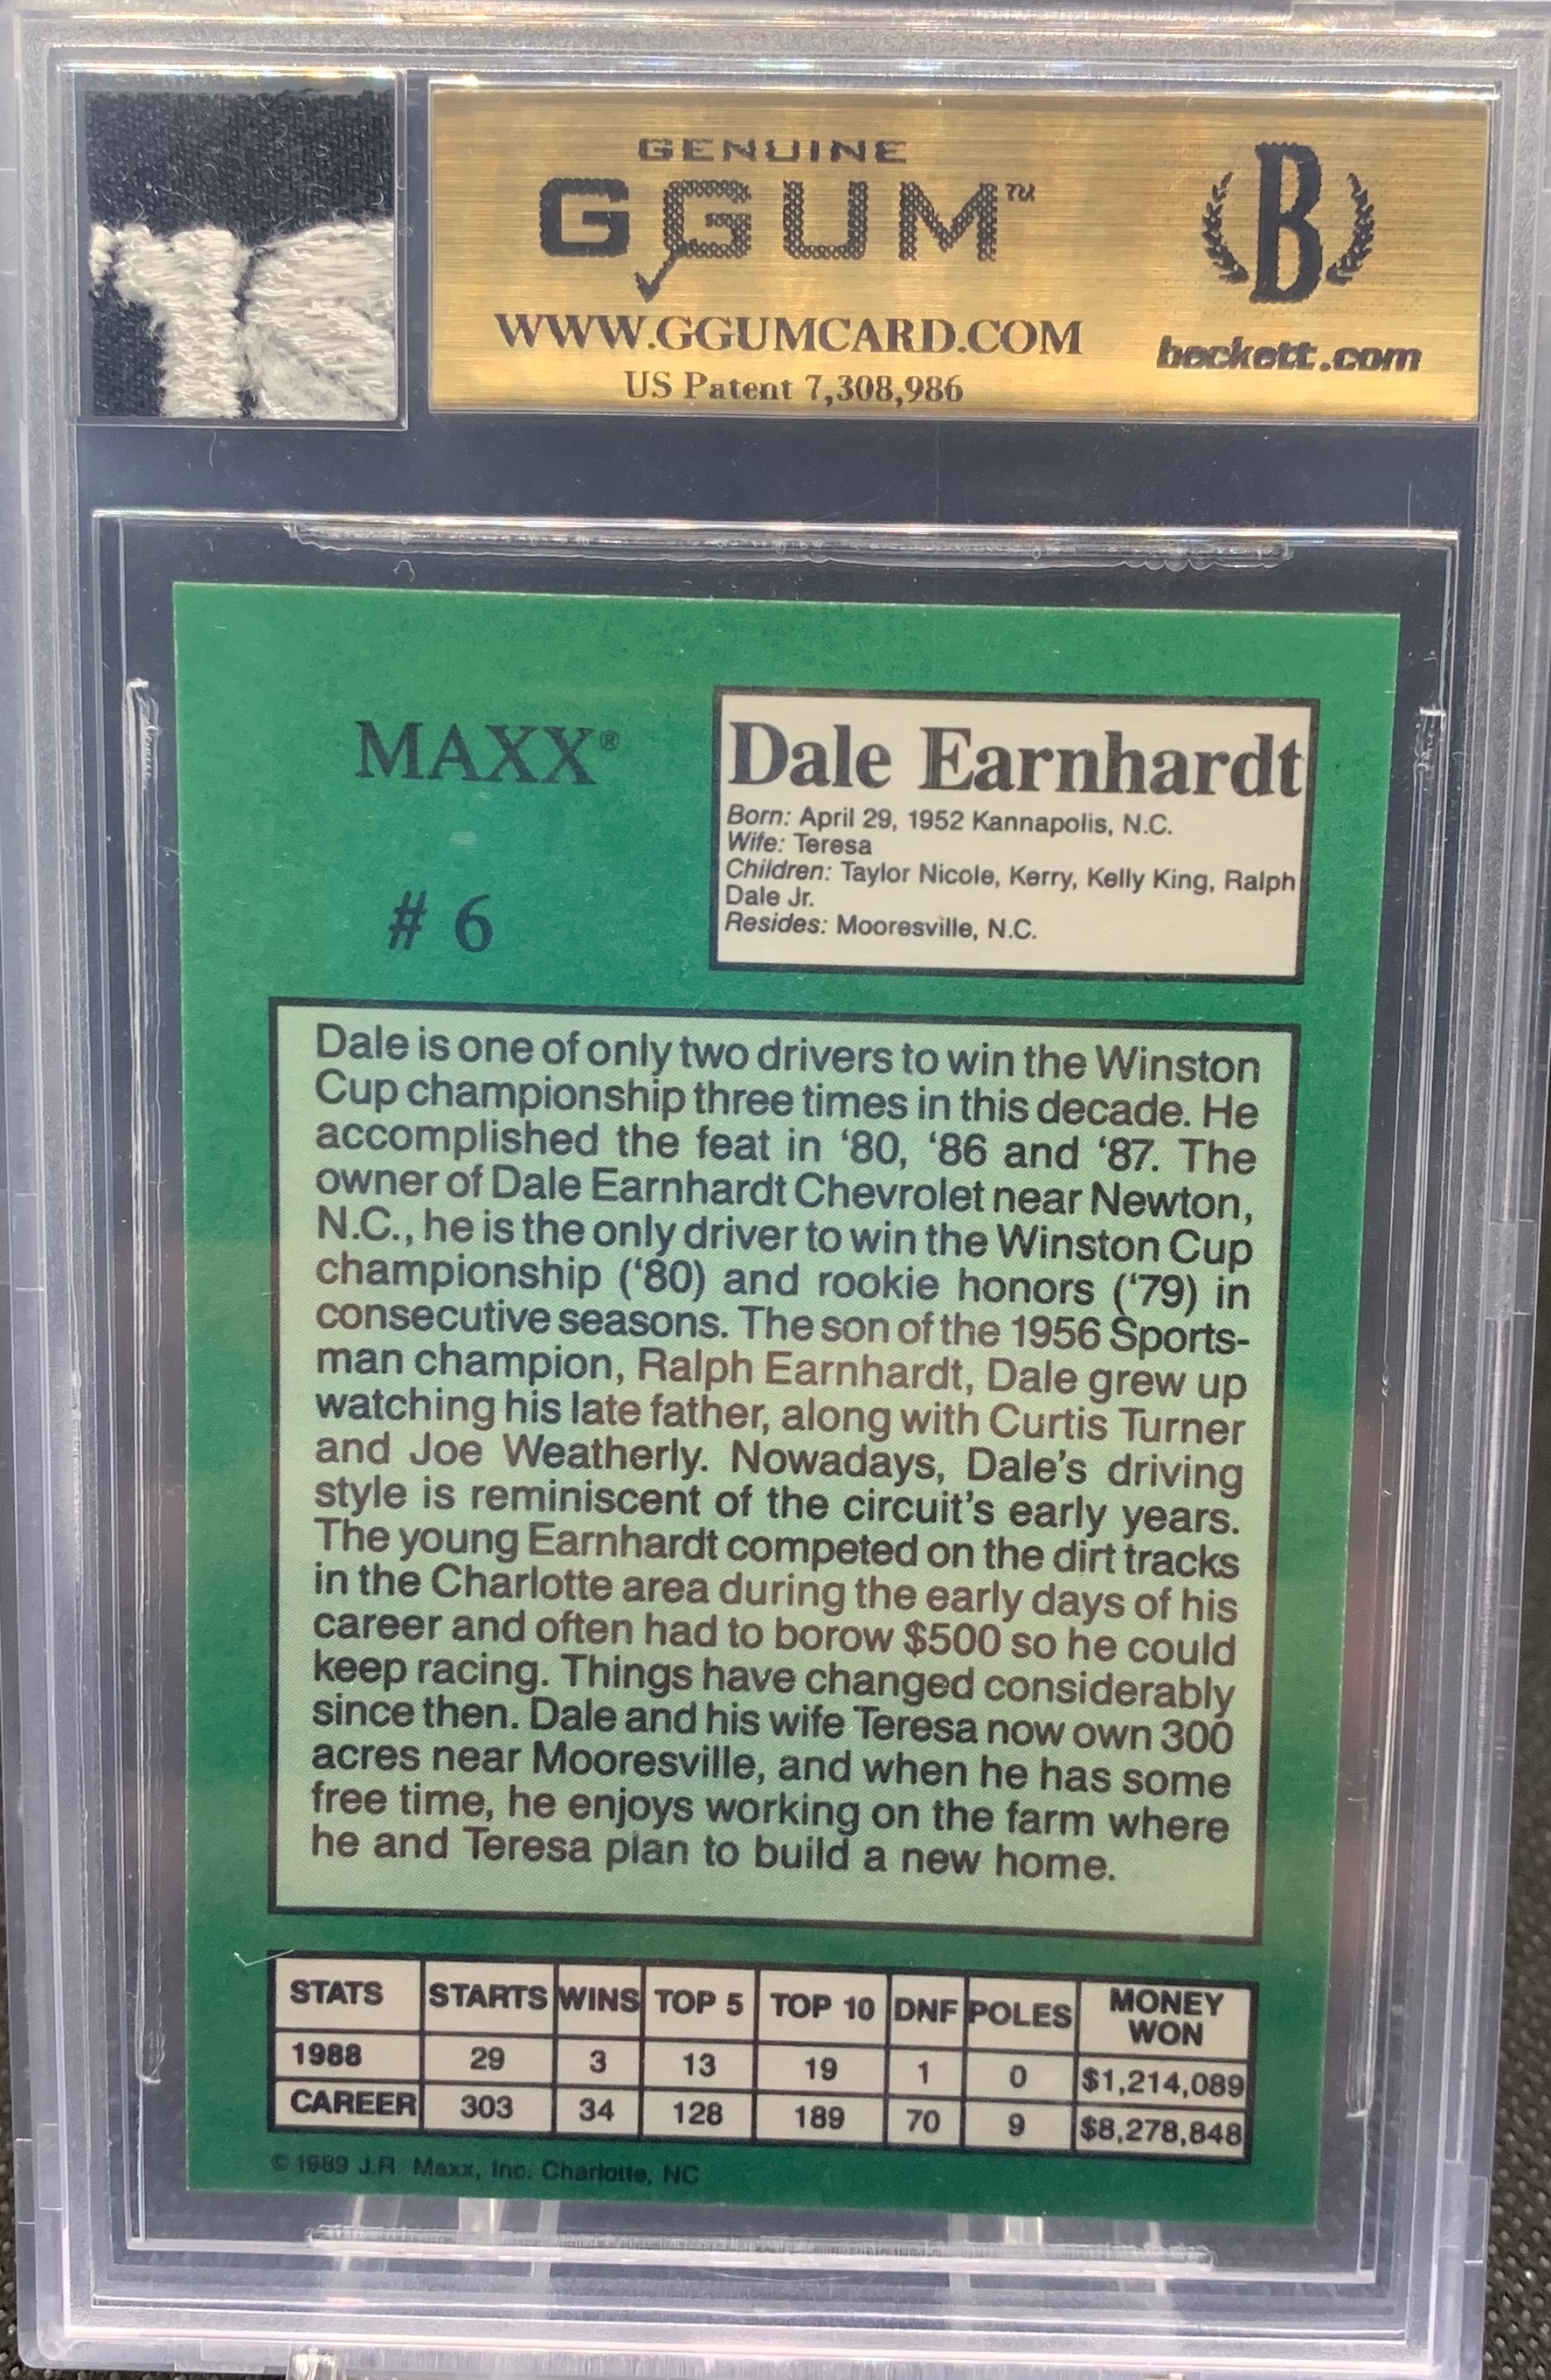 GENUINE
GGUM™
WWW.GGUMCARD.COM
US Patent 7,308,986
B
beckett.com
MAXX®
# 6
Dale Earnhardt
Born: April 29, 1952 Kannapolis, N.C.
Wife: Teresa
Children: Taylor Nicole, Kerry, Kelly King, Ralph
Dale Jr.
Resides: Mooresville, N.C.
Dale is one of only two drivers to win the Winston
Cup championship three times in this decade. He
accomplished the feat in ‘80, ‘86 and ‘87. The
owner of Dale Earnhardt Chevrolet near Newton,
N.C., he is the only driver to win the Winston Cup
championship (‘80) and rookie honors (‘79) in
consecutive seasons. The son of the 1956 Sports-
man champion, Ralph Earnhardt, Dale grew up
watching his late father, along with Curtis Turner
and Joe Weatherly. Nowadays, Dale’s driving
style is reminiscent of the circuit’s early years.
The young Earnhardt competed on the dirt tracks
in the Charlotte area during the early days of his
career and often had to borow $500 so he could
keep racing. Things have changed considerably
since then. Dale and his wife Teresa now own 300
acres near Mooresville, and when he has some
free time, he enjoys working on the farm where
he and Teresa plan to build a new home.
STATS STARTS WINS TOP 5 TOP 10 DNF POLES MONEY WON
1988 29 3 13 19 1 0 $1,214,089
CAREER 303 34 128 189 70 9 $8,278,848
© 1989 J.R. Maxx, Inc. Charlotte, NC